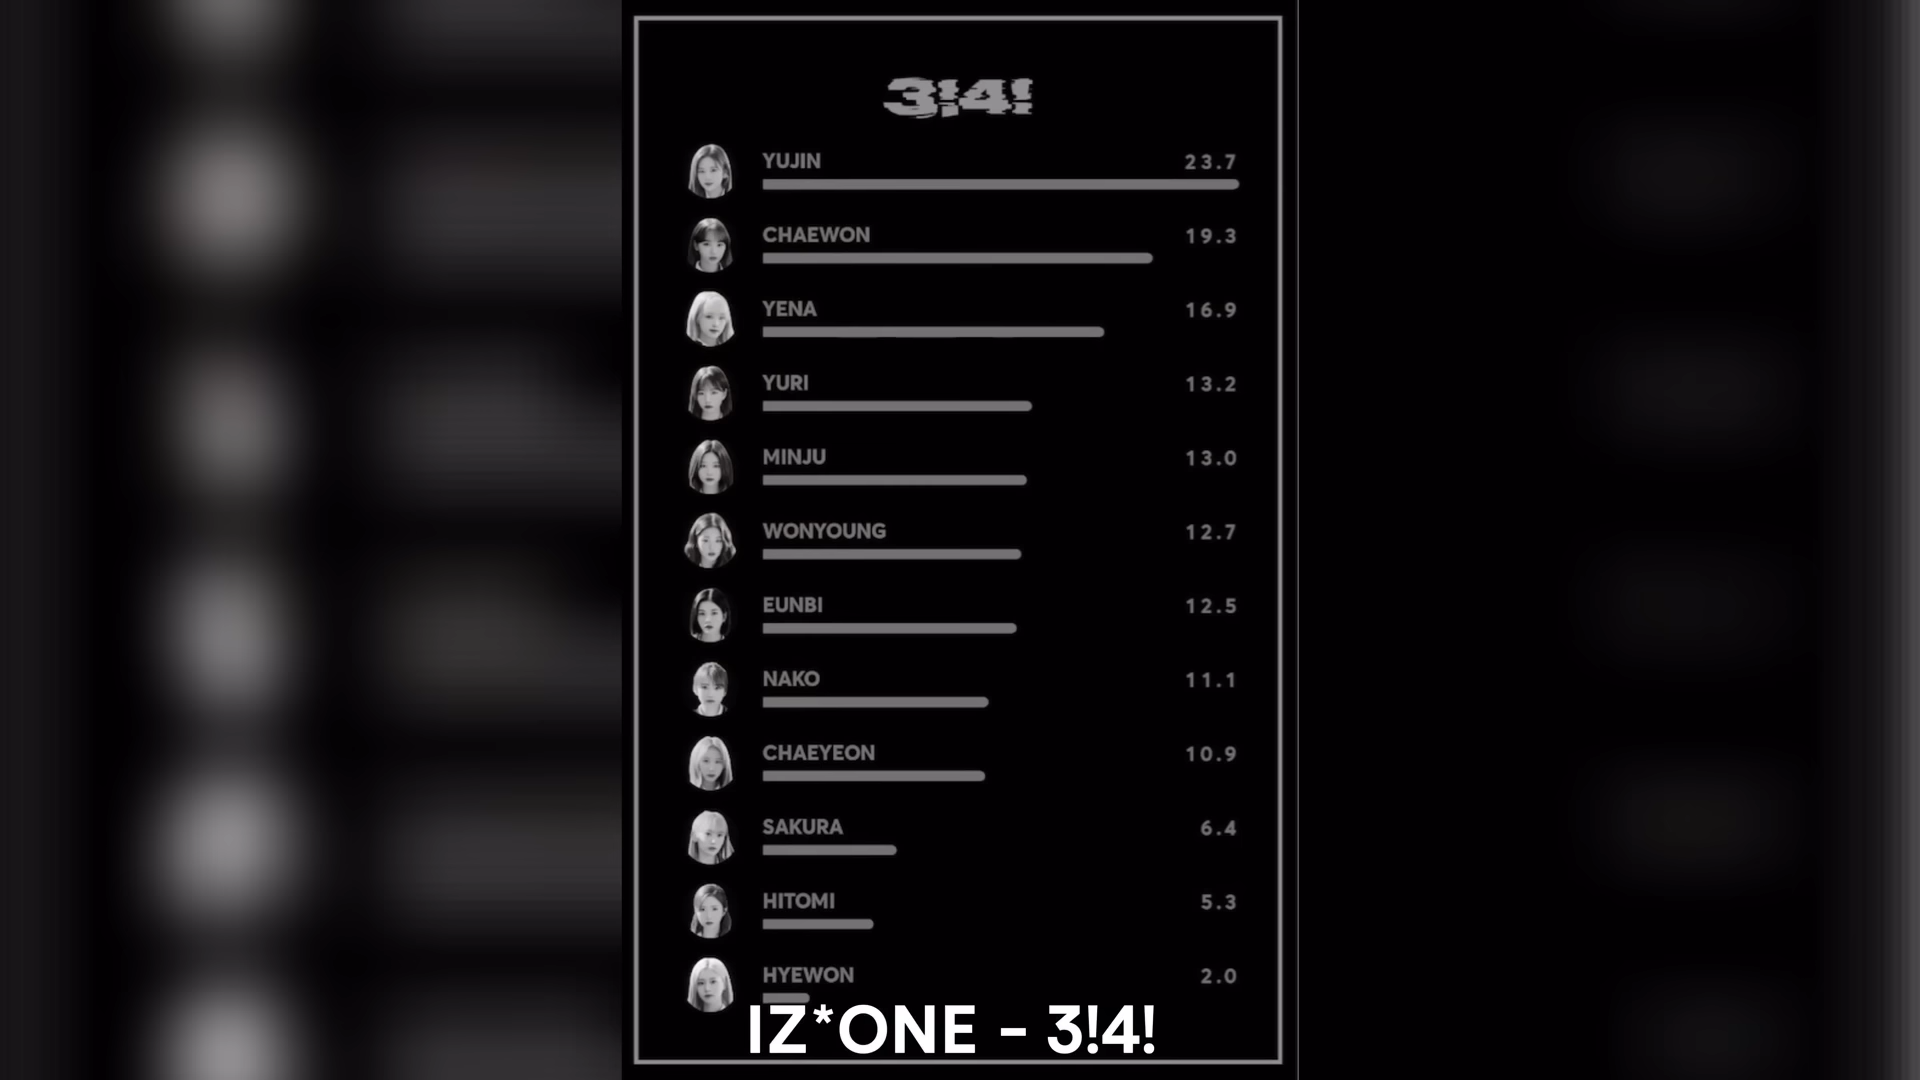 3!4!
YUJIN 23.7
CHAEWON 19.3
YENA 16.9
YURI 13.2
MINJU 13.0
WONYOUNG 12.7
EUNBI 12.5
NAKO 11.1
CHAEYEON 10.9
SAKURA 6.4
HITOMI 5.3
HYEWON 2.0
IZ*ONE - 3!4!